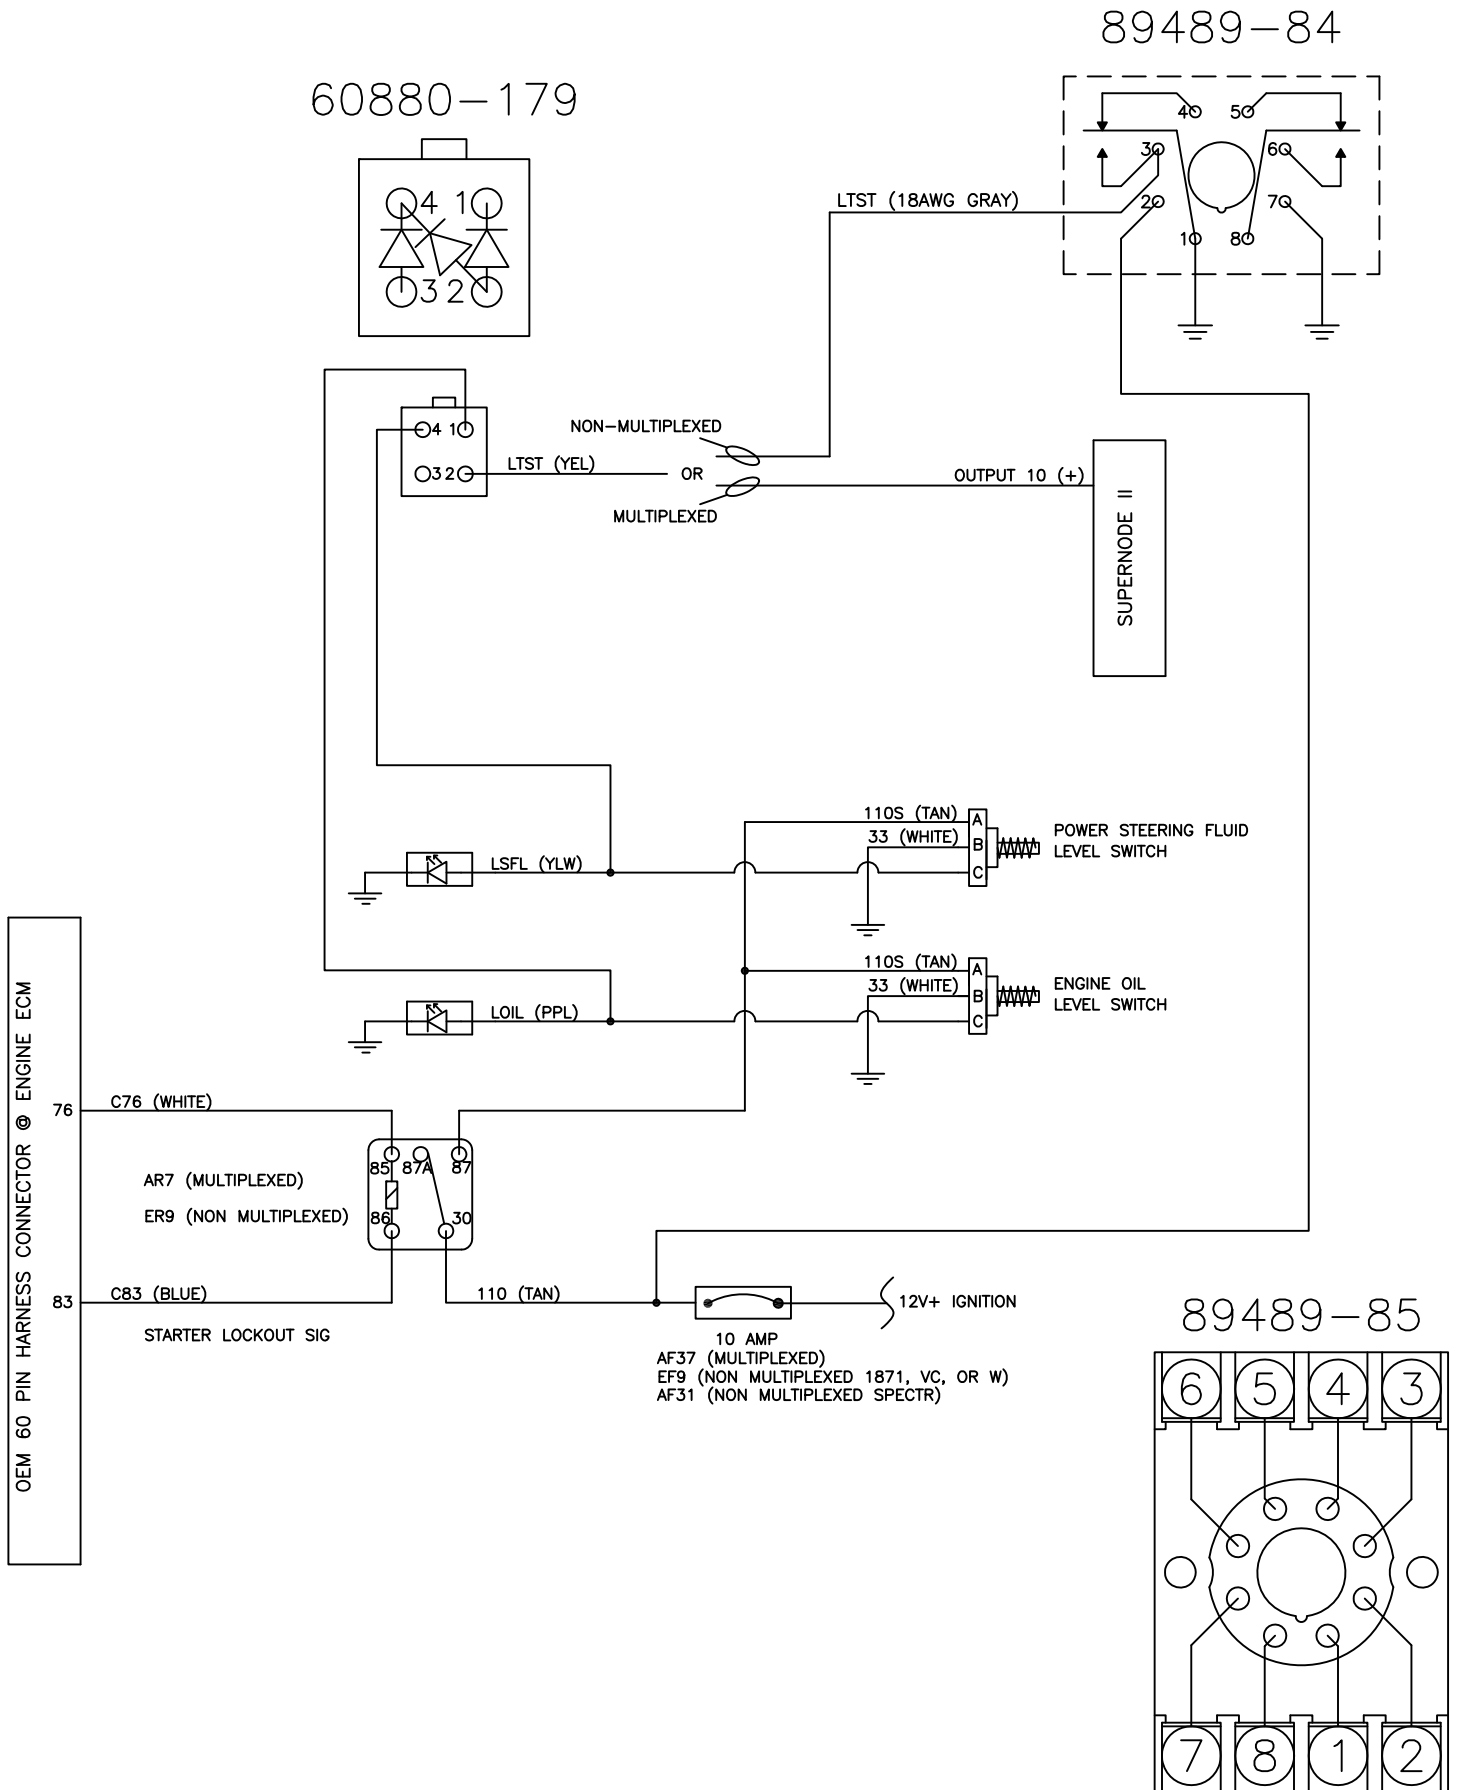 89489-84
60880-179
4 5
3 6
2 7
1 8
LTST (18AWG GRAY)
4 1
3 2
NON-MULTIPLEXED
4 1
3 2
LTST (YEL)
OR
OUTPUT 10 (+)
MULTIPLEXED
SUPERNODE II
110S (TAN)
A
33 (WHITE)
B
LSFL (YLW)
C
POWER STEERING FLUID
LEVEL SWITCH
110S (TAN)
A
33 (WHITE)
B
LOIL (PPL)
C
ENGINE OIL
LEVEL SWITCH
OEM 60 PIN HARNESS CONNECTOR @ ENGINE ECM
76
C76 (WHITE)
85 87A 87
AR7 (MULTIPLEXED)
ER9 (NON MULTIPLEXED)
86 30
83
C83 (BLUE)
STARTER LOCKOUT SIG
110 (TAN)
12V+ IGNITION
10 AMP
AF37 (MULTIPLEXED)
EF9 (NON MULTIPLEXED 1871, VC, OR W)
AF31 (NON MULTIPLEXED SPECTR)
89489-85
6 5 4 3
7 8 1 2